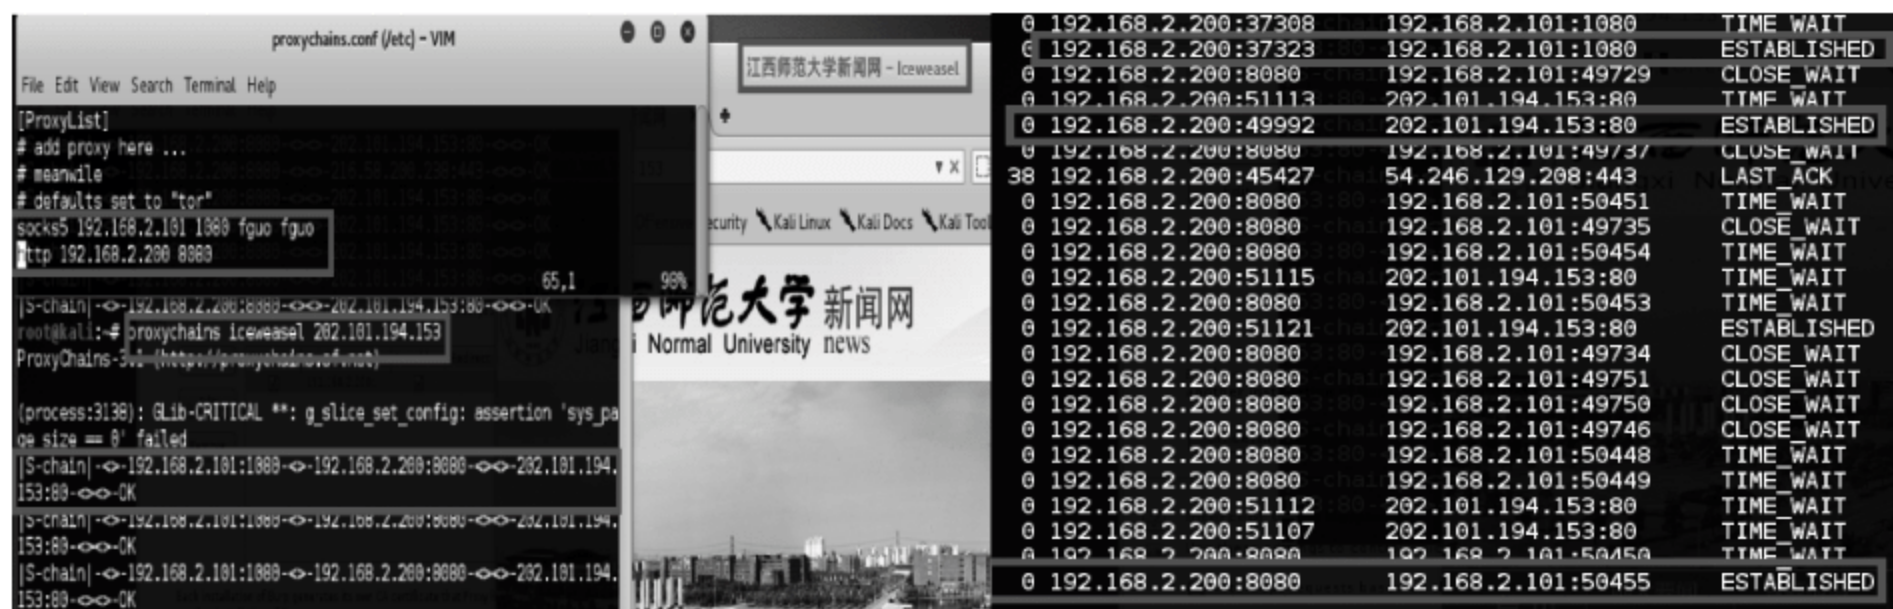 proxychains.conf (/etc) – VIM
File Edit View Search Terminal Help
[ProxyList]
# add proxy here ...
# meanwile
# defaults set to "tor"
socks5 192.168.2.101 1080 fguo fguo
http 192.168.2.200 8080
65,1 96%
|S-chain|-<>-192.168.2.200:8080-<><>-202.101.194.153:80-<><>-OK
root@kali:~# proxychains iceweasel 202.101.194.153
ProxyChains-3.1 (http://proxychains.sf.net)
(process:3138): GLib-CRITICAL **: g_slice_set_config: assertion 'sys_pa
ge_size == 0' failed
|S-chain|-<>-192.168.2.101:1080-<>-192.168.2.200:8080-<><>-202.101.194.
153:80-<><>-OK
|S-chain|-<>-192.168.2.101:1080-<>-192.168.2.200:8080-<><>-202.101.194.
153:80-<><>-OK
|S-chain|-<>-192.168.2.101:1080-<>-192.168.2.200:8080-<><>-202.101.194.
153:80-<><>-OK
江西师范大学新闻网 – Iceweasel
ecurity Kali Linux Kali Docs Kali Tool
江西师范大学 新闻网
Jiangxi Normal University news
0 192.168.2.200:37308 192.168.2.101:1080 TIME_WAIT
0 192.168.2.200:37323 192.168.2.101:1080 ESTABLISHED
0 192.168.2.200:8080 192.168.2.101:49729 CLOSE_WAIT
0 192.168.2.200:51113 202.101.194.153:80 TIME_WAIT
0 192.168.2.200:49992 202.101.194.153:80 ESTABLISHED
0 192.168.2.200:8080 192.168.2.101:49737 CLOSE_WAIT
38 192.168.2.200:45427 54.246.129.208:443 LAST_ACK
0 192.168.2.200:8080 192.168.2.101:50451 TIME_WAIT
0 192.168.2.200:8080 192.168.2.101:49735 CLOSE_WAIT
0 192.168.2.200:8080 192.168.2.101:50454 TIME_WAIT
0 192.168.2.200:51115 202.101.194.153:80 TIME_WAIT
0 192.168.2.200:8080 192.168.2.101:50453 TIME_WAIT
0 192.168.2.200:51121 202.101.194.153:80 ESTABLISHED
0 192.168.2.200:8080 192.168.2.101:49734 CLOSE_WAIT
0 192.168.2.200:8080 192.168.2.101:49751 CLOSE_WAIT
0 192.168.2.200:8080 192.168.2.101:49750 CLOSE_WAIT
0 192.168.2.200:8080 192.168.2.101:49746 CLOSE_WAIT
0 192.168.2.200:8080 192.168.2.101:50448 TIME_WAIT
0 192.168.2.200:8080 192.168.2.101:50449 TIME_WAIT
0 192.168.2.200:51112 202.101.194.153:80 TIME_WAIT
0 192.168.2.200:51107 202.101.194.153:80 TIME_WAIT
0 192.168.2.200:8080 192.168.2.101:50450 TIME_WAIT
0 192.168.2.200:8080 192.168.2.101:50455 ESTABLISHED